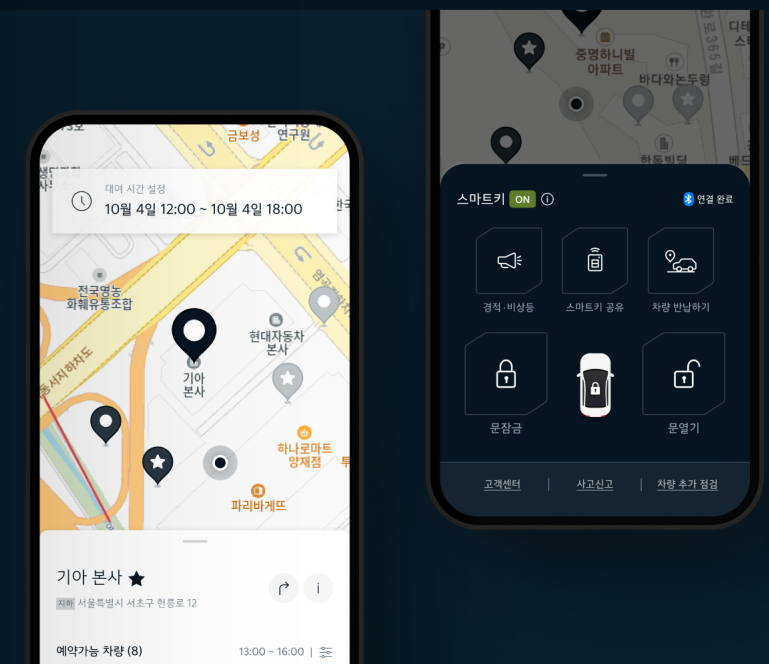 금보성
연구원
대여 시간 설정
10월 4일 12:00 ~ 10월 4일 18:00
전국영농
화훼유통조합
현대자동차
본사
기아
본사
하나로마트
양재점
파리바게뜨
기아 본사
지하 서울특별시 서초구 헌릉로 12
예약가능 차량 (8)
13:00 ~ 16:00
중명하니빌
아파트
바다와논두렁
한동빌딩
스마트키 ON
연결 완료
경적 · 비상등
스마트키 공유
차량 반납하기
문잠금
문열기
고객센터 | 사고신고 | 차량 추가 점검